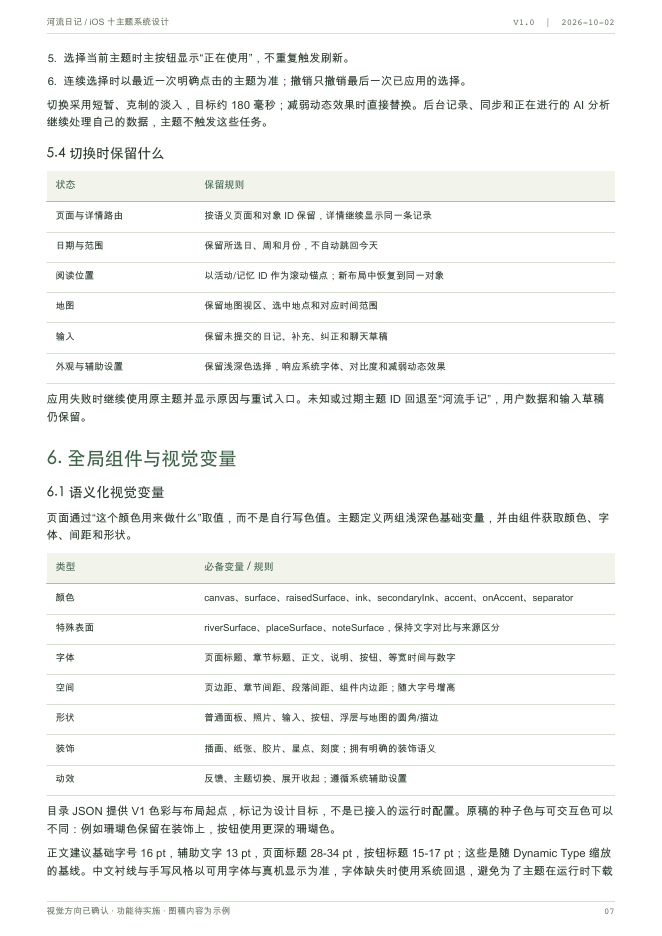 河流日记 / iOS 十主题系统设计
V1.0 | 2026-10-02
5. 选择当前主题时主按钮显示“正在使用”，不重复触发刷新。
6. 连续选择时以最近一次明确点击的主题为准；撤销只撤销最后一次已应用的选择。
切换采用短暂、克制的淡入，目标约 180 毫秒；减弱动态效果时直接替换。后台记录、同步和正在进行的 AI 分析
继续处理自己的数据，主题不触发这些任务。
5.4 切换时保留什么
状态 保留规则
页面与详情路由 按语义页面和对象 ID 保留，详情继续显示同一条记录
日期与范围 保留所选日、周和月份，不自动跳回今天
阅读位置 以活动/记忆 ID 作为滚动锚点；新布局中恢复到同一对象
地图 保留地图视区、选中地点和对应时间范围
输入 保留未提交的日记、补充、纠正和聊天草稿
外观与辅助设置 保留浅深色选择，响应系统字体、对比度和减弱动态效果
应用失败时继续使用原主题并显示原因与重试入口。未知或过期主题 ID 回退至“河流手记”，用户数据和输入草稿
仍保留。
6. 全局组件与视觉变量
6.1 语义化视觉变量
页面通过“这个颜色用来做什么”取值，而不是自行写色值。主题定义两组浅深色基础变量，并由组件获取颜色、字
体、间距和形状。
类型 必备变量 / 规则
颜色 canvas、surface、raisedSurface、ink、secondaryInk、accent、onAccent、separator
特殊表面 riverSurface、placeSurface、noteSurface，保持文字对比与来源区分
字体 页面标题、章节标题、正文、说明、按钮、等宽时间与数字
空间 页边距、章节间距、段落间距、组件内边距；随大字号增高
形状 普通面板、照片、输入、按钮、浮层与地图的圆角/描边
装饰 插画、纸张、胶片、星点、刻度；拥有明确的装饰语义
动效 反馈、主题切换、展开收起；遵循系统辅助设置
目录 JSON 提供 V1 色彩与布局起点，标记为设计目标，不是已接入的运行时配置。原稿的种子色与可交互色可以
不同：例如珊瑚色保留在装饰上，按钮使用更深的珊瑚色。
正文建议基础字号 16 pt，辅助文字 13 pt，页面标题 28-34 pt，按钮标题 15-17 pt；这些是随 Dynamic Type 缩放
的基线。中文衬线与手写风格以可用字体与真机显示为准，字体缺失时使用系统回退，避免为了主题在运行时下载
视觉方向已确认 · 功能待实施 · 图稿内容为示例
07